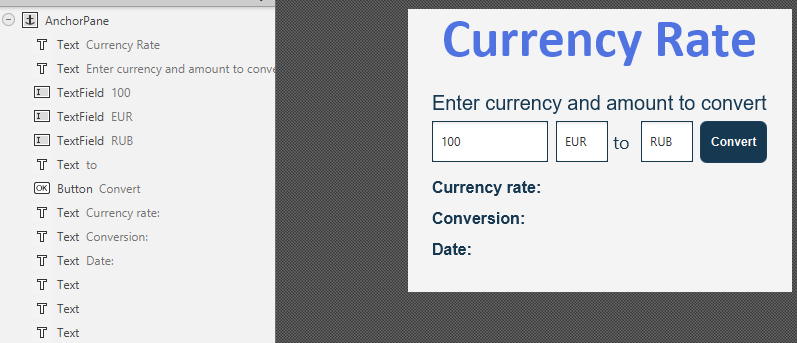 AnchorPane
Text Currency Rate
Text Enter currency and amount to conve
TextField 100
TextField EUR
TextField RUB
Text to
OK Button Convert
Text Currency rate:
Text Conversion:
Text Date:
Text
Text
Text
Currency Rate
Enter currency and amount to convert
100 EUR to RUB Convert
Currency rate:
Conversion:
Date: